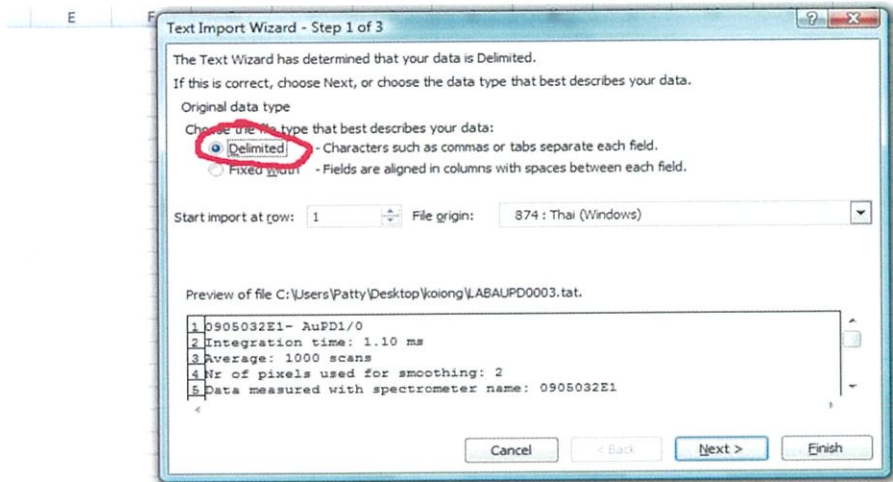 E F
Text Import Wizard - Step 1 of 3
The Text Wizard has determined that your data is Delimited.
If this is correct, choose Next, or choose the data type that best describes your data.
Original data type
Choose the file type that best describes your data:
Delimited - Characters such as commas or tabs separate each field.
Fixed width - Fields are aligned in columns with spaces between each field.
Start import at row: 1 File origin: 874 : Thai (Windows)
Preview of file C:\Users\Patty\Desktop\koiong\LABAUPD0003.tat.
1 0905032E1- AuPD1/0
2 Integration time: 1.10 ms
3 Average: 1000 scans
4 Nr of pixels used for smoothing: 2
5 Data measured with spectrometer name: 0905032E1
Cancel < Back Next > Finish